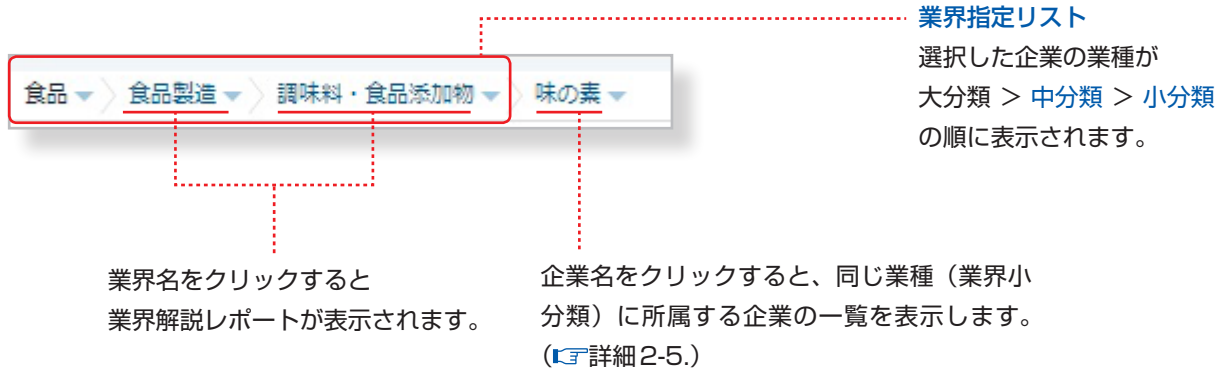 業界指定リスト
選択した企業の業種が
大分類 ＞ 中分類 ＞ 小分類
の順に表示されます。
食品 食品製造 調味料・食品添加物 味の素
業界名をクリックすると
業界解説レポートが表示されます。
企業名をクリックすると、同じ業種（業界小
分類）に所属する企業の一覧を表示します。
（☞詳細2-5.）